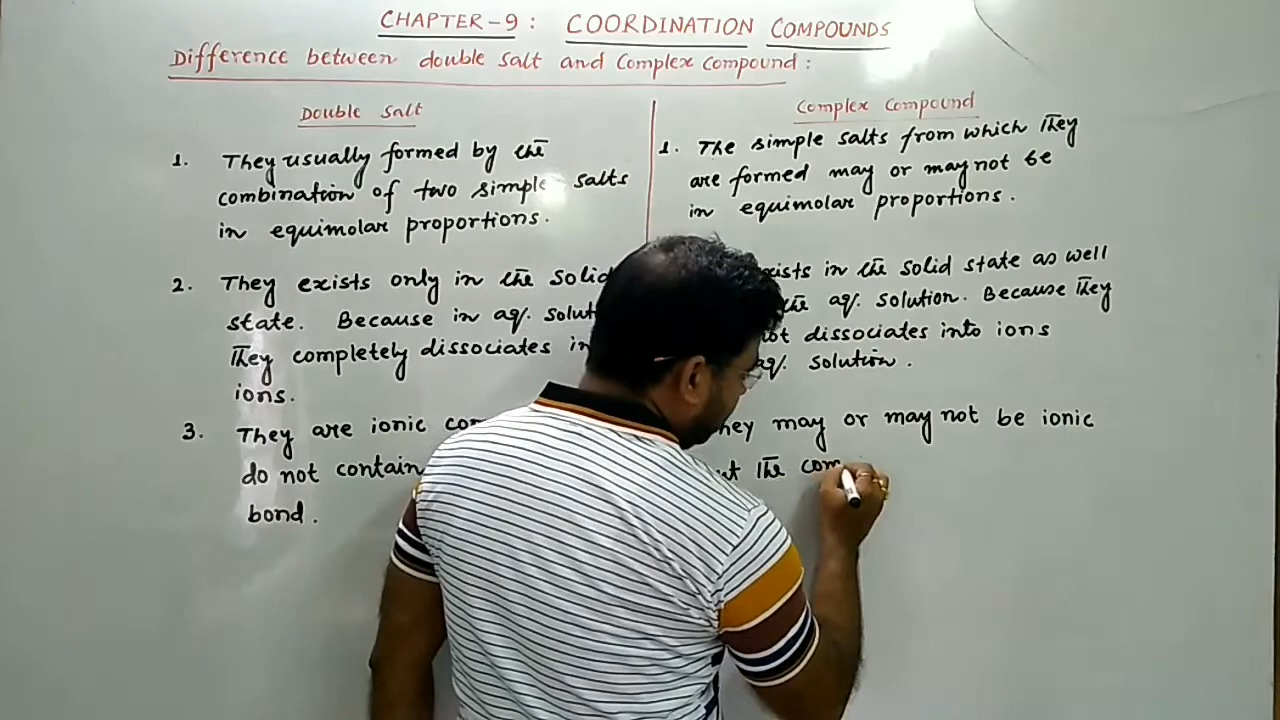 CHAPTER-9: COORDINATION COMPOUNDS
Difference between double salt and complex compound:
Double Salt
1. They usually formed by the
combination of two simple salts
in equimolar proportions.
2. They exists only in the solid
state. Because in aq. solut
They completely dissociates in
ions.
3. They are ionic com
do not contain
bond.
Complex Compound
1. The simple salts from which They
are formed may or may not be
in equimolar proportions.
ists in the solid state as well
the aq. solution. Because They
dissociates into ions
aq. solution.
hey may or may not be ionic
The com